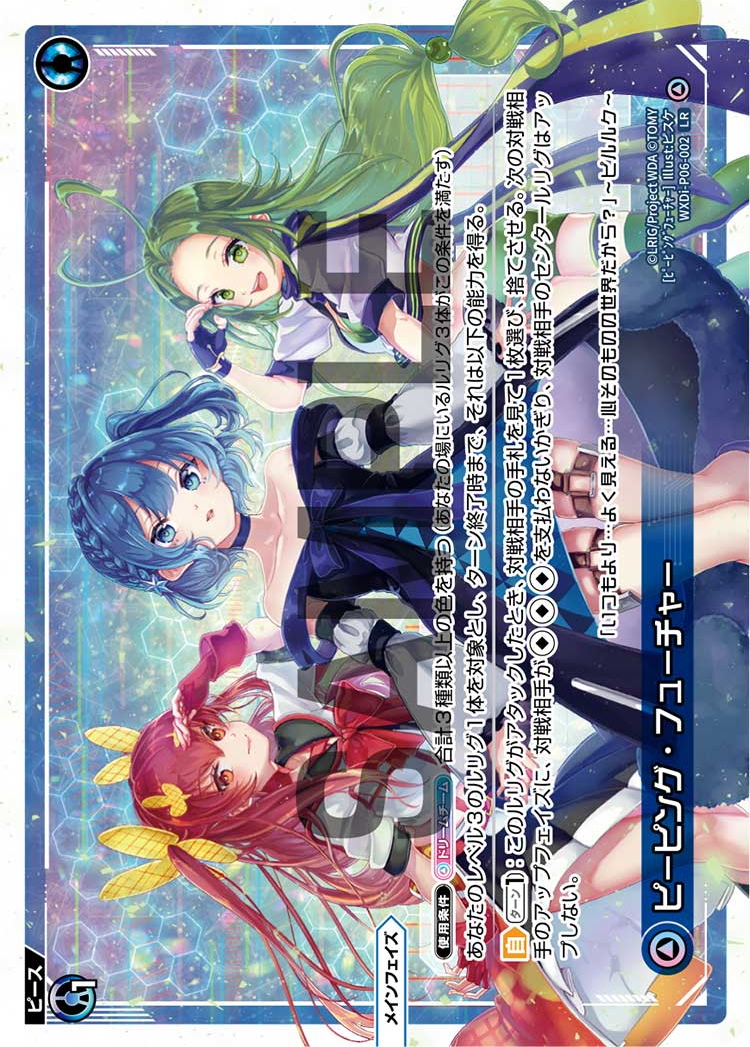 ピース
1
メインフェイズ
SAMPLE
使用条件 ドリームチーム 合計3種類以上の色を持つ(あなたの場にいるルリグ3体がこの条件を満たす)
あなたのレベル3のルリグ1体を対象とし、ターン終了時まで、それは以下の能力を得る。
自 ターン1:このルリグがアタックしたとき、対戦相手の手札を見て1枚選び、捨てさせる。次の対戦相
手のアップフェイズに、対戦相手が◆◆◆を支払わないかぎり、対戦相手のセンタールリグはアッ
プしない。
「いつもより…よく見える…心そのものの世界だから?」~ピルルク~
ピーピング・フューチャー
©LRIG/Project WDA ©TOMY
[ピーピング フューチャー] Illust ピスケ
WXDi-P06-002 LR